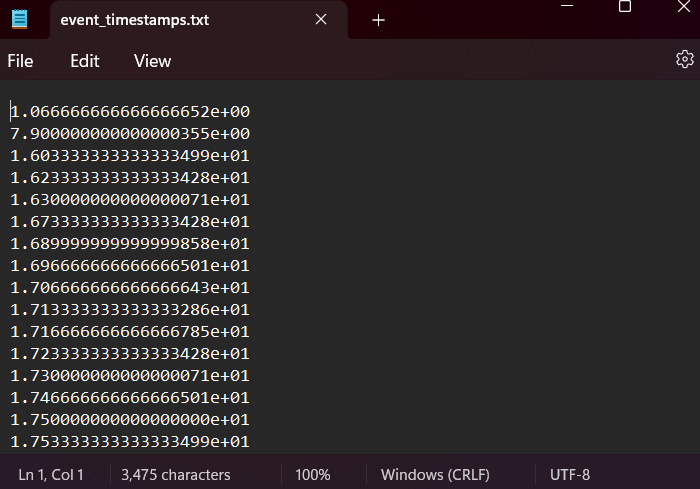 event_timestamps.txt
File Edit View
1.066666666666666652e+00
7.900000000000000355e+00
1.603333333333333499e+01
1.623333333333333428e+01
1.630000000000000071e+01
1.673333333333333428e+01
1.689999999999999858e+01
1.696666666666666501e+01
1.706666666666666643e+01
1.713333333333333286e+01
1.716666666666666785e+01
1.723333333333333428e+01
1.730000000000000071e+01
1.746666666666666501e+01
1.750000000000000000e+01
1.753333333333333499e+01
Ln 1, Col 1 3,475 characters 100% Windows (CRLF) UTF-8